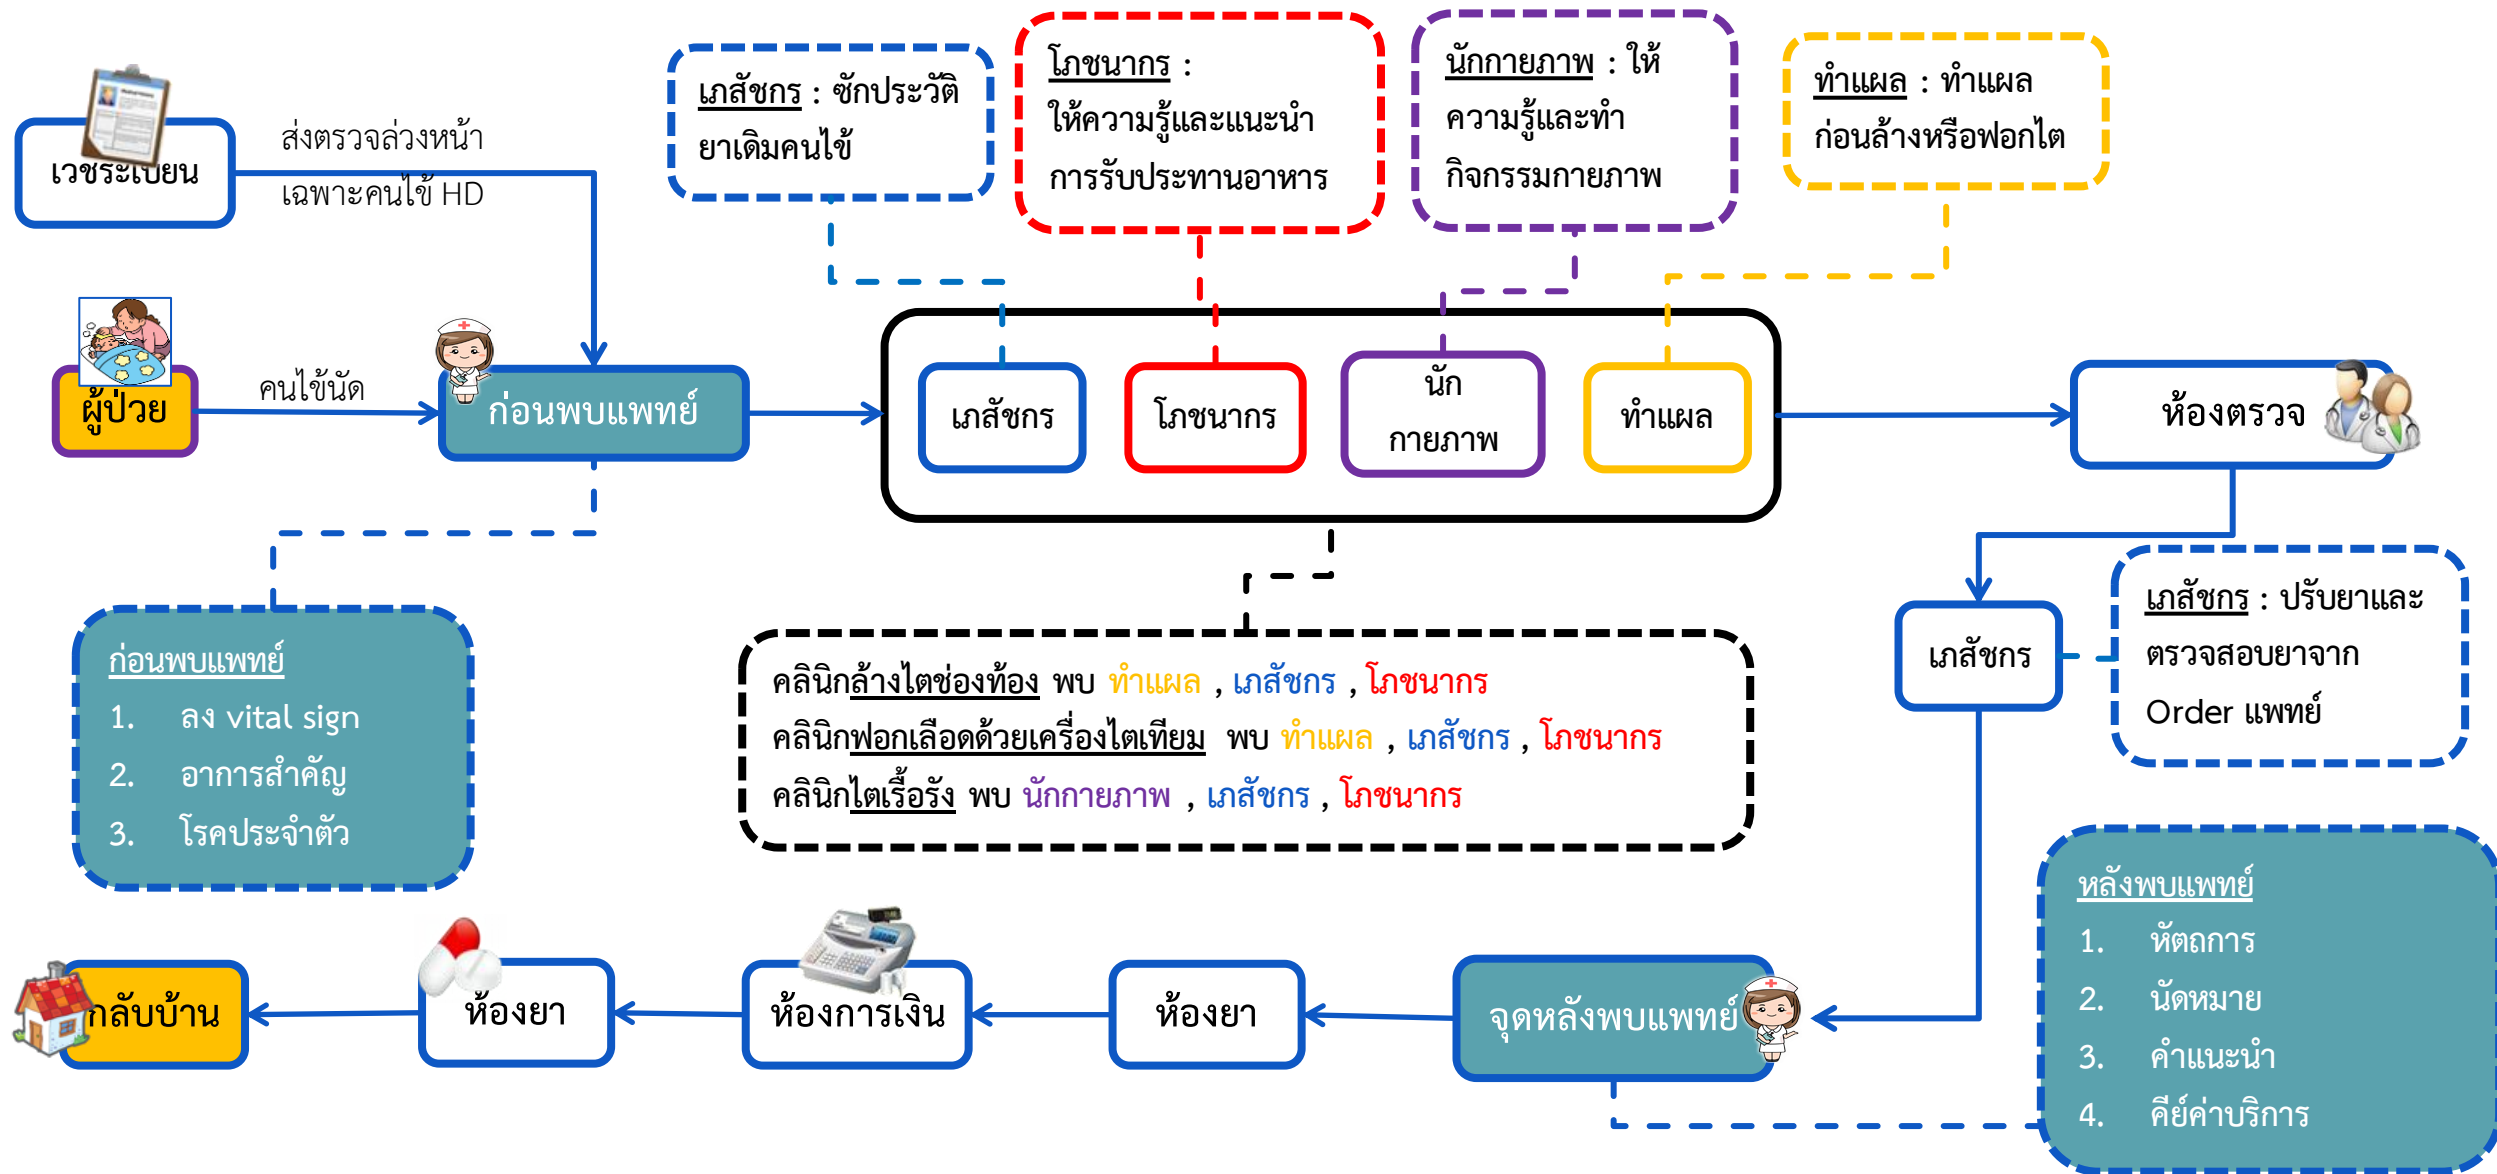 เภสัชกร : ซักประวัติ
ยาเดิมคนไข้
โภชนากร :
ให้ความรู้และแนะนำ
การรับประทานอาหาร
นักกายภาพ : ให้
ความรู้และทำ
กิจกรรมกายภาพ
ทำแผล : ทำแผล
ก่อนล้างหรือฟอกไต
เวชระเบียน
ส่งตรวจล่วงหน้า
เฉพาะคนไข้ HD
ผู้ป่วย
คนไข้นัด
ก่อนพบแพทย์
เภสัชกร
โภชนากร
นัก
กายภาพ
ทำแผล
ห้องตรวจ
เภสัชกร
เภสัชกร : ปรับยาและ
ตรวจสอบยาจาก
Order แพทย์
ก่อนพบแพทย์
1. ลง vital sign
2. อาการสำคัญ
3. โรคประจำตัว
คลินิกล้างไตช่องท้อง พบ ทำแผล , เภสัชกร , โภชนากร
คลินิกฟอกเลือดด้วยเครื่องไตเทียม พบ ทำแผล , เภสัชกร , โภชนากร
คลินิกไตเรื้อรัง พบ นักกายภาพ , เภสัชกร , โภชนากร
หลังพบแพทย์
1. หัตถการ
2. นัดหมาย
3. คำแนะนำ
4. คีย์ค่าบริการ
จุดหลังพบแพทย์
ห้องยา
ห้องการเงิน
ห้องยา
กลับบ้าน